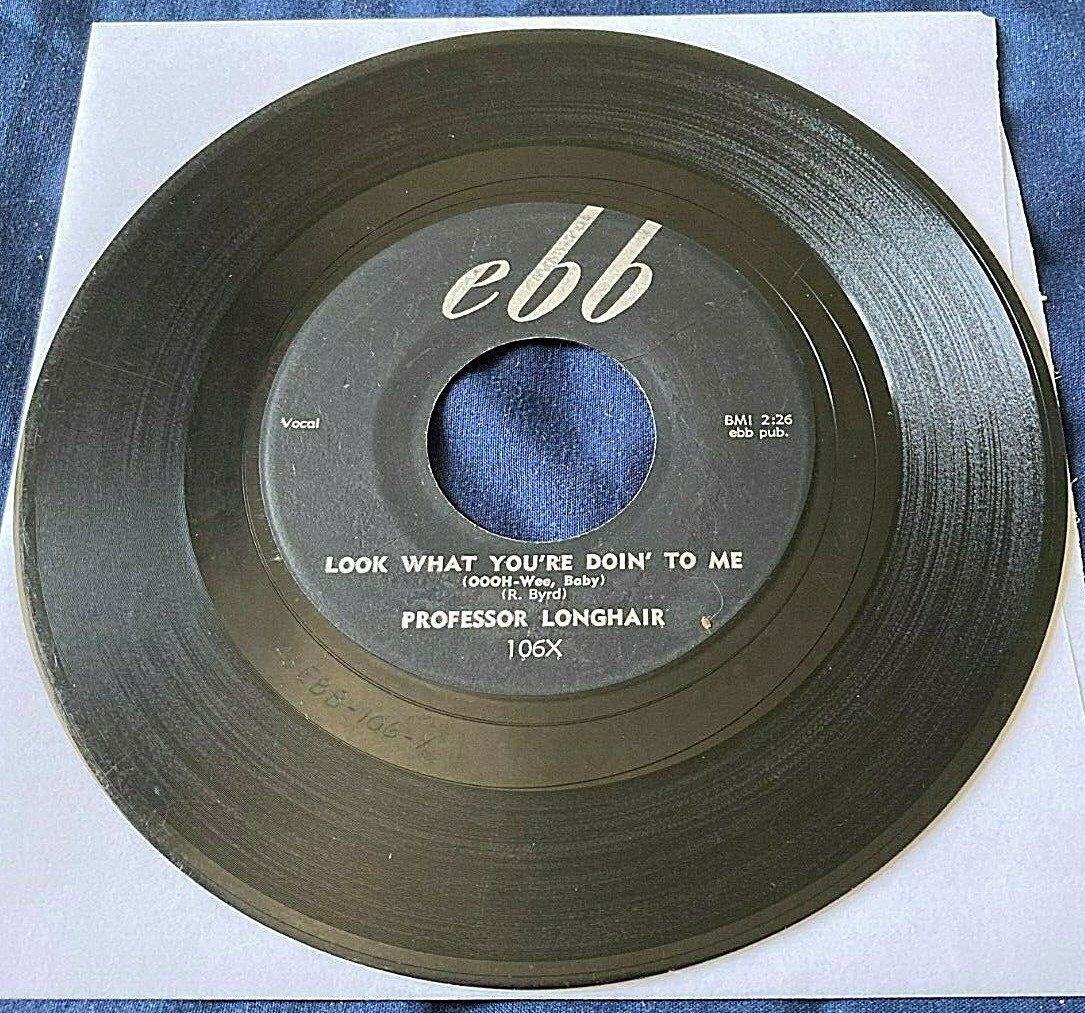 ebb
Vocal
BMI 2:26
ebb pub.
LOOK WHAT YOU'RE DOIN' TO ME
(OOOH-Wee, Baby)
(R. Byrd)
PROFESSOR LONGHAIR
106X
EBB-106-X